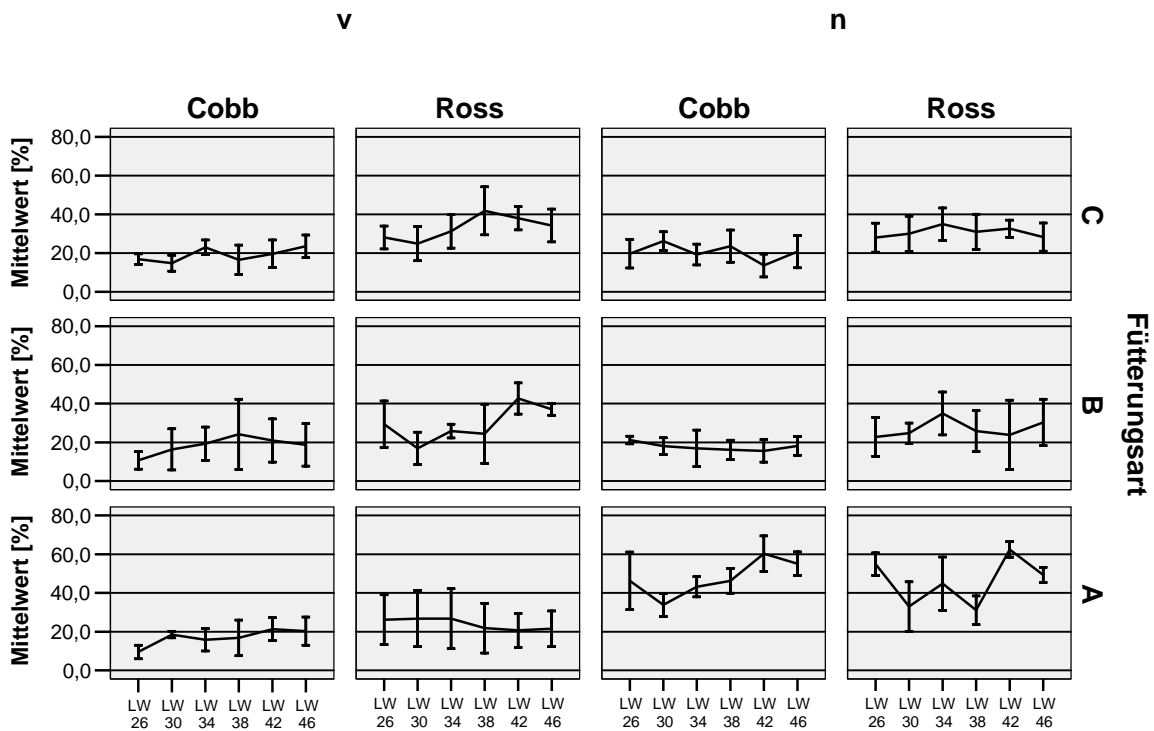 v n
Cobb Ross Cobb Ross
Mittelwert [%]
80,0
60,0
40,0
20,0
0,0
C
Mittelwert [%]
80,0
60,0
40,0
20,0
0,0
B
Fütterungsart
Mittelwert [%]
80,0
60,0
40,0
20,0
0,0
A
LW LW LW LW LW LW LW LW LW LW LW LW LW LW LW LW LW LW LW LW LW LW LW LW
26 30 34 38 42 46 26 30 34 38 42 46 26 30 34 38 42 46 26 30 34 38 42 46